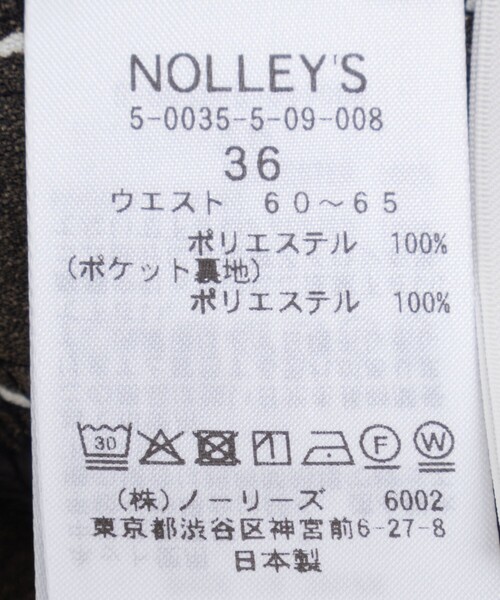 NOLLEY'S
5-0035-5-09-008
36
ウエスト 60～65
ポリエステル 100%
(ポケット裏地)
ポリエステル 100%
30 F W
(株)ノーリーズ 6002
東京都渋谷区神宮前6-27-8
日本製